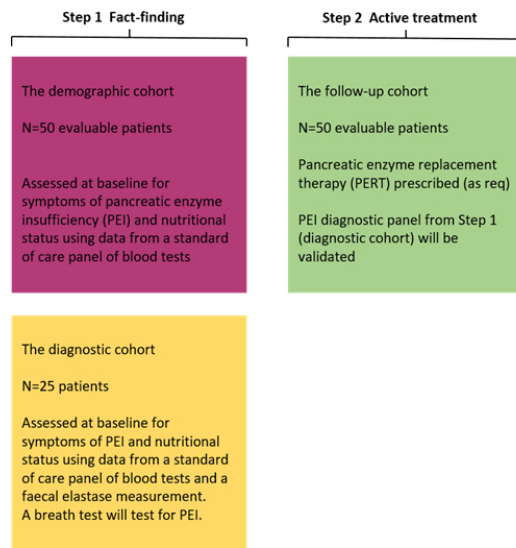 Step 1 Fact-finding
The demographic cohort
N=50 evaluable patients
Assessed at baseline for
symptoms of pancreatic enzyme
insufficiency (PEI) and nutritional
status using data from a standard
of care panel of blood tests
The diagnostic cohort
N=25 patients
Assessed at baseline for
symptoms of PEI and nutritional
status using data from a standard
of care panel of blood tests and a
faecal elastase measurement.
A breath test will test for PEI.
Step 2 Active treatment
The follow-up cohort
N=50 evaluable patients
Pancreatic enzyme replacement
therapy (PERT) prescribed (as req)
PEI diagnostic panel from Step 1
(diagnostic cohort) will be
validated